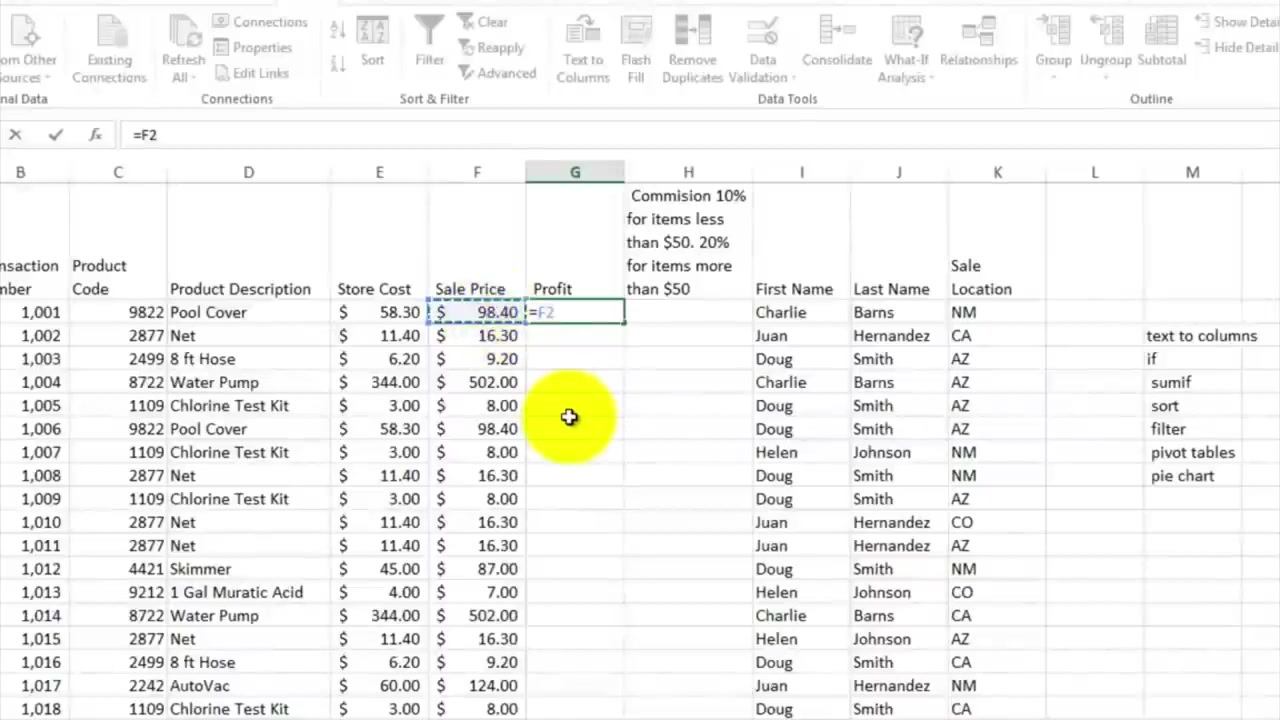 Connections
Properties
Edit Links
om Other
Sources
Existing
Connections
Refresh
All
Sort
Filter
Clear
Reapply
Advanced
Text to
Columns
Flash
Fill
Remove
Duplicates
Data
Validation
Consolidate
What-If
Analysis
Relationships
Group
Ungroup
Subtotal
Show Detai
Hide Detail
nal Data
Connections
Sort & Filter
Data Tools
Outline
fx =F2
B C D E F G H I J K L M
nsaction
mber
Product
Code
Product Description
Store Cost
Sale Price
Profit
Commision 10%
for items less
than $50. 20%
for items more
than $50
First Name
Last Name
Sale
Location
1,001 9822 Pool Cover $ 58.30 $ 98.40 =F2 Charlie Barns NM
1,002 2877 Net $ 11.40 $ 16.30 Juan Hernandez CA text to columns
1,003 2499 8 ft Hose $ 6.20 $ 9.20 Doug Smith AZ if
1,004 8722 Water Pump $ 344.00 $ 502.00 Charlie Barns AZ sumif
1,005 1109 Chlorine Test Kit $ 3.00 $ 8.00 Doug Smith AZ sort
1,006 9822 Pool Cover $ 58.30 $ 98.40 Doug Smith AZ filter
1,007 1109 Chlorine Test Kit $ 3.00 $ 8.00 Helen Johnson NM pivot tables
1,008 2877 Net $ 11.40 $ 16.30 Doug Smith NM pie chart
1,009 1109 Chlorine Test Kit $ 3.00 $ 8.00 Doug Smith AZ
1,010 2877 Net $ 11.40 $ 16.30 Juan Hernandez CO
1,011 2877 Net $ 11.40 $ 16.30 Juan Hernandez AZ
1,012 4421 Skimmer $ 45.00 $ 87.00 Doug Smith NM
1,013 9212 1 Gal Muratic Acid $ 4.00 $ 7.00 Helen Johnson CO
1,014 8722 Water Pump $ 344.00 $ 502.00 Charlie Barns CA
1,015 2877 Net $ 11.40 $ 16.30 Helen Johnson AZ
1,016 2499 8 ft Hose $ 6.20 $ 9.20 Doug Smith CA
1,017 2242 AutoVac $ 60.00 $ 124.00 Juan Hernandez NM
1,018 1109 Chlorine Test Kit $ 3.00 $ 8.00 Doug Smith CA